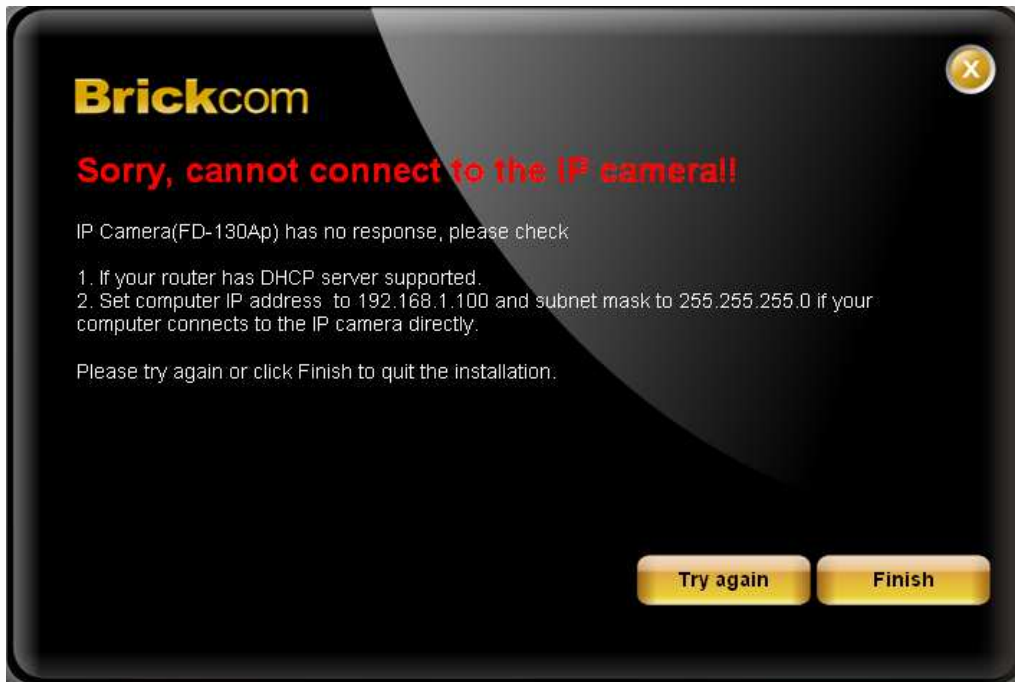 X
Brickcom
Sorry, cannot connect to the IP camera!!
IP Camera(FD-130Ap) has no response, please check
1. If your router has DHCP server supported.
2. Set computer IP address  to 192.168.1.100 and subnet mask to 255.255.255.0 if your
computer connects to the IP camera directly.
Please try again or click Finish to quit the installation.
Try again
Finish